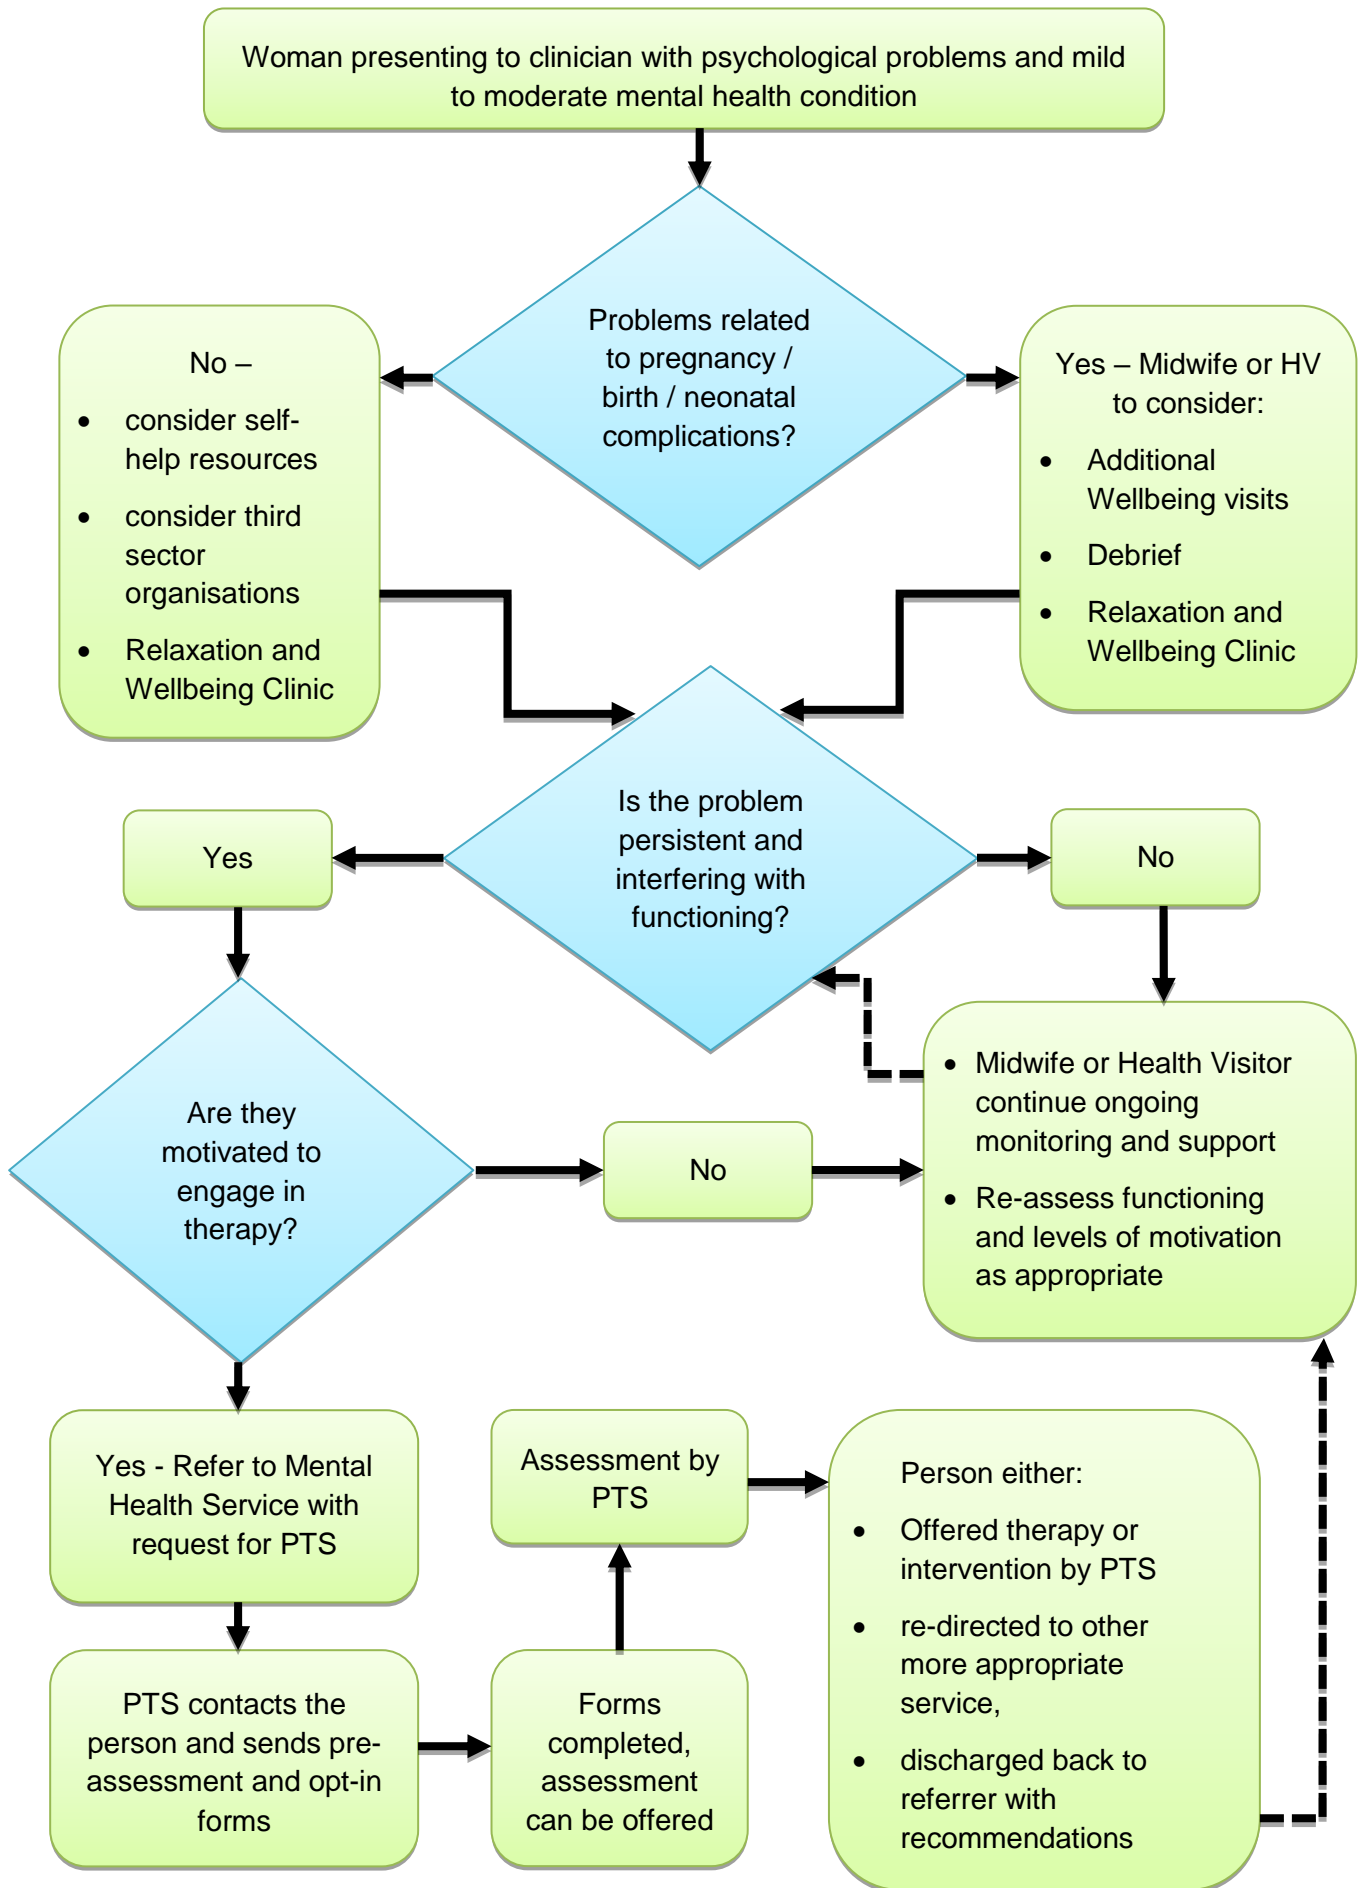 Woman presenting to clinician with psychological problems and mild
to moderate mental health condition
Problems related
to pregnancy /
birth / neonatal
complications?
No –
• consider self-
help resources
• consider third
sector
organisations
• Relaxation and
Wellbeing Clinic
Yes – Midwife or HV
to consider:
• Additional
Wellbeing visits
• Debrief
• Relaxation and
Wellbeing Clinic
Is the problem
persistent and
interfering with
functioning?
Yes
No
Are they
motivated to
engage in
therapy?
No
• Midwife or Health Visitor
continue ongoing
monitoring and support
• Re-assess functioning
and levels of motivation
as appropriate
Yes - Refer to Mental
Health Service with
request for PTS
PTS contacts the
person and sends pre-
assessment and opt-in
forms
Forms
completed,
assessment
can be offered
Assessment by
PTS
Person either:
• Offered therapy or
intervention by PTS
• re-directed to other
more appropriate
service,
• discharged back to
referrer with
recommendations